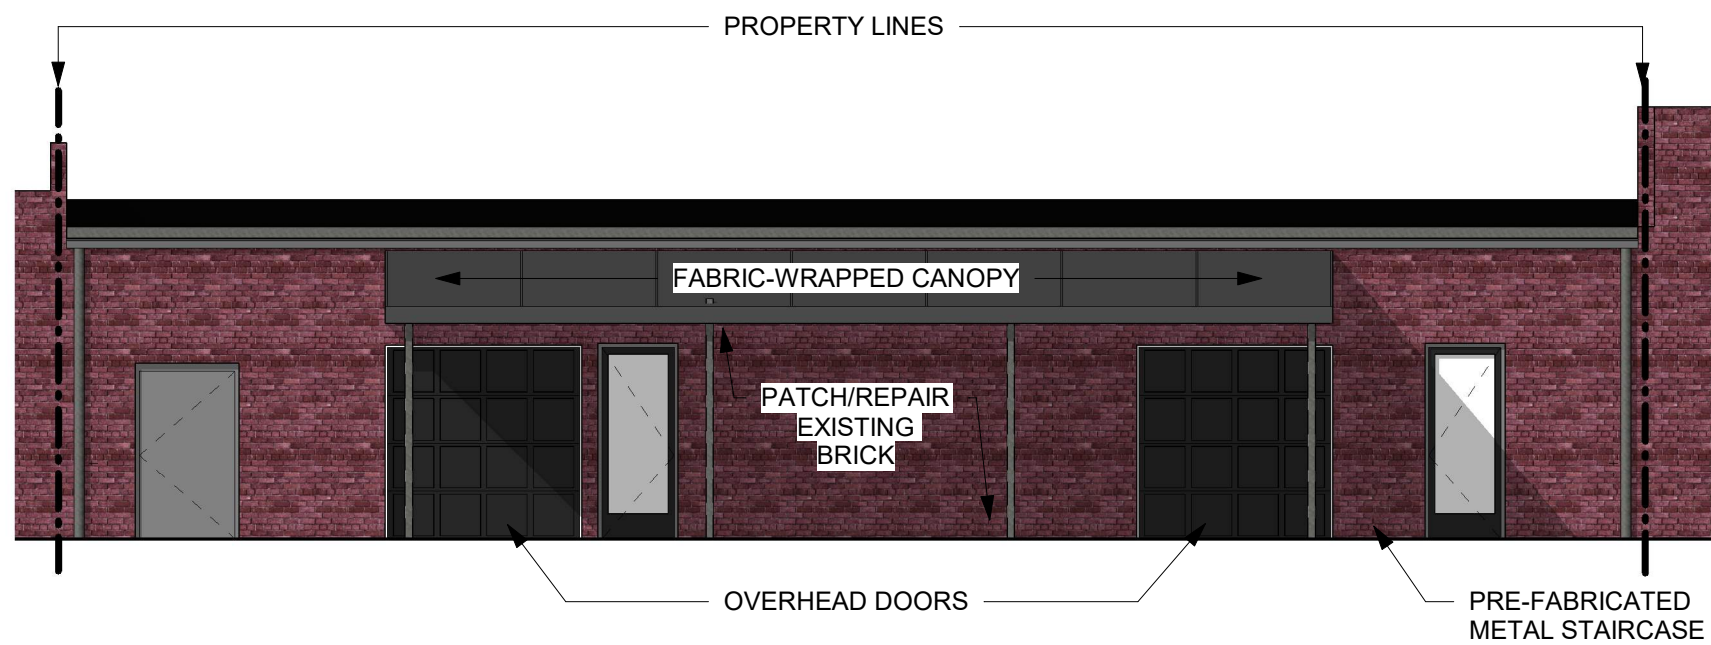 PROPERTY LINES
FABRIC-WRAPPED CANOPY
PATCH/REPAIR
EXISTING
BRICK
OVERHEAD DOORS
PRE-FABRICATED
METAL STAIRCASE